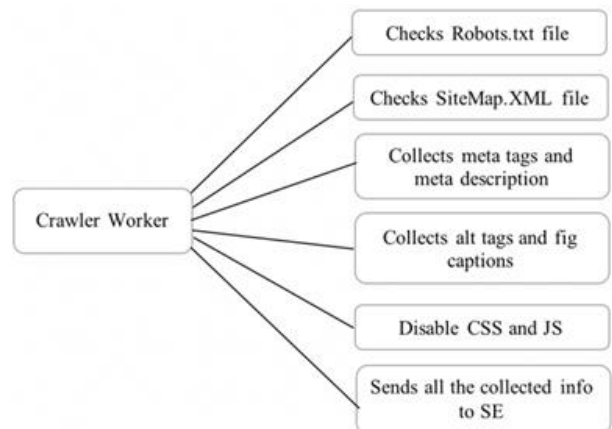 Checks Robots.txt file
Checks SiteMap.XML file
Collects meta tags and
meta description
Crawler Worker
Collects alt tags and fig
captions
Disable CSS and JS
Sends all the collected info
to SE